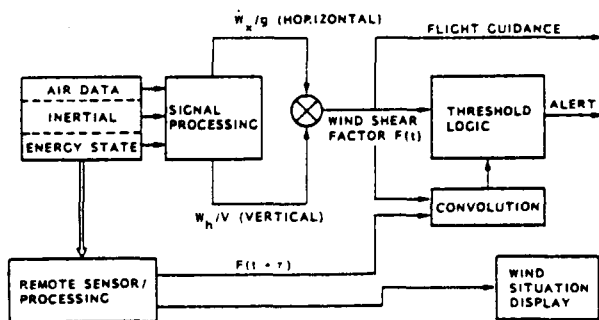 Ẇx/g (HORIZONTAL)
FLIGHT GUIDANCE
AIR DATA
INERTIAL
ENERGY STATE
SIGNAL
PROCESSING
WIND SHEAR
FACTOR F(t)
THRESHOLD
LOGIC
ALERT
Wh/V (VERTICAL)
CONVOLUTION
F(t + τ)
REMOTE SENSOR/
PROCESSING
WIND
SITUATION
DISPLAY